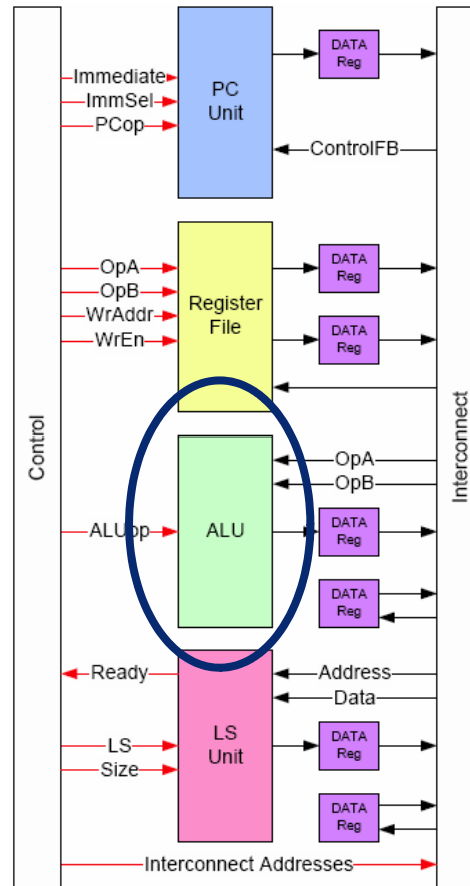 DATA
Reg
Immediate
ImmSel
PCop
PC
Unit
ControlFB
OpA
OpB
WrAddr
WrEn
Register
File
DATA
Reg
DATA
Reg
Control
Interconnect
OpA
OpB
ALUop
ALU
DATA
Reg
DATA
Reg
Ready
Address
Data
LS
Size
LS
Unit
DATA
Reg
DATA
Reg
Interconnect Addresses